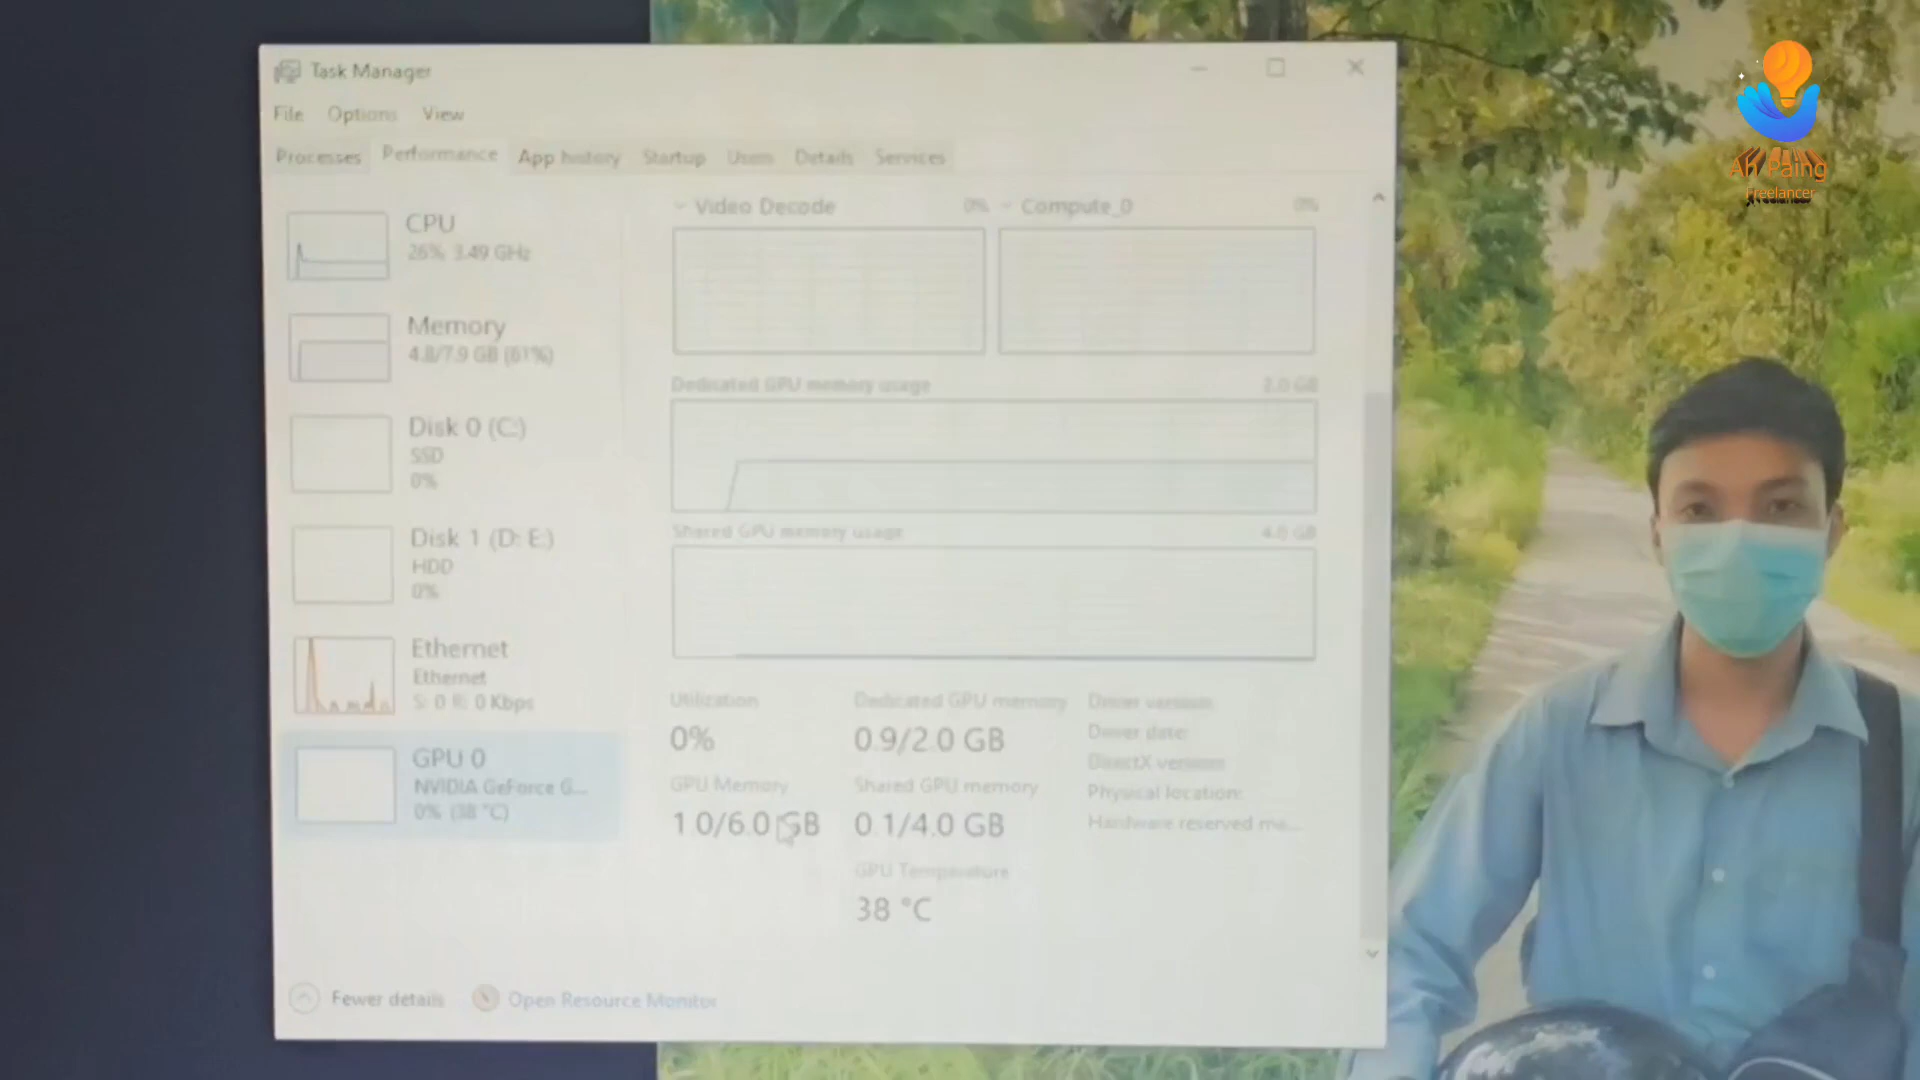 Task Manager
File Options View
Processes Performance App history Startup Users Details Services
CPU
26% 3.49 GHz
Memory
4.8/7.9 GB (61%)
Disk 0 (C:)
SSD
0%
Disk 1 (D: E:)
HDD
0%
Ethernet
Ethernet
S: 0 R: 0 Kbps
GPU 0
NVIDIA GeForce G...
0% (38 °C)
Video Decode 0% Compute_0 0%
Dedicated GPU memory usage 2.0 GB
Shared GPU memory usage 4.0 GB
Utilization
0%
Dedicated GPU memory
0.9/2.0 GB
Driver version:
Driver date:
DirectX version:
Physical location:
Hardware reserved me...
GPU Memory
1.0/6.0 GB
Shared GPU memory
0.1/4.0 GB
GPU Temperature
38 °C
Fewer details Open Resource Monitor
Ah Paing
Freelancer